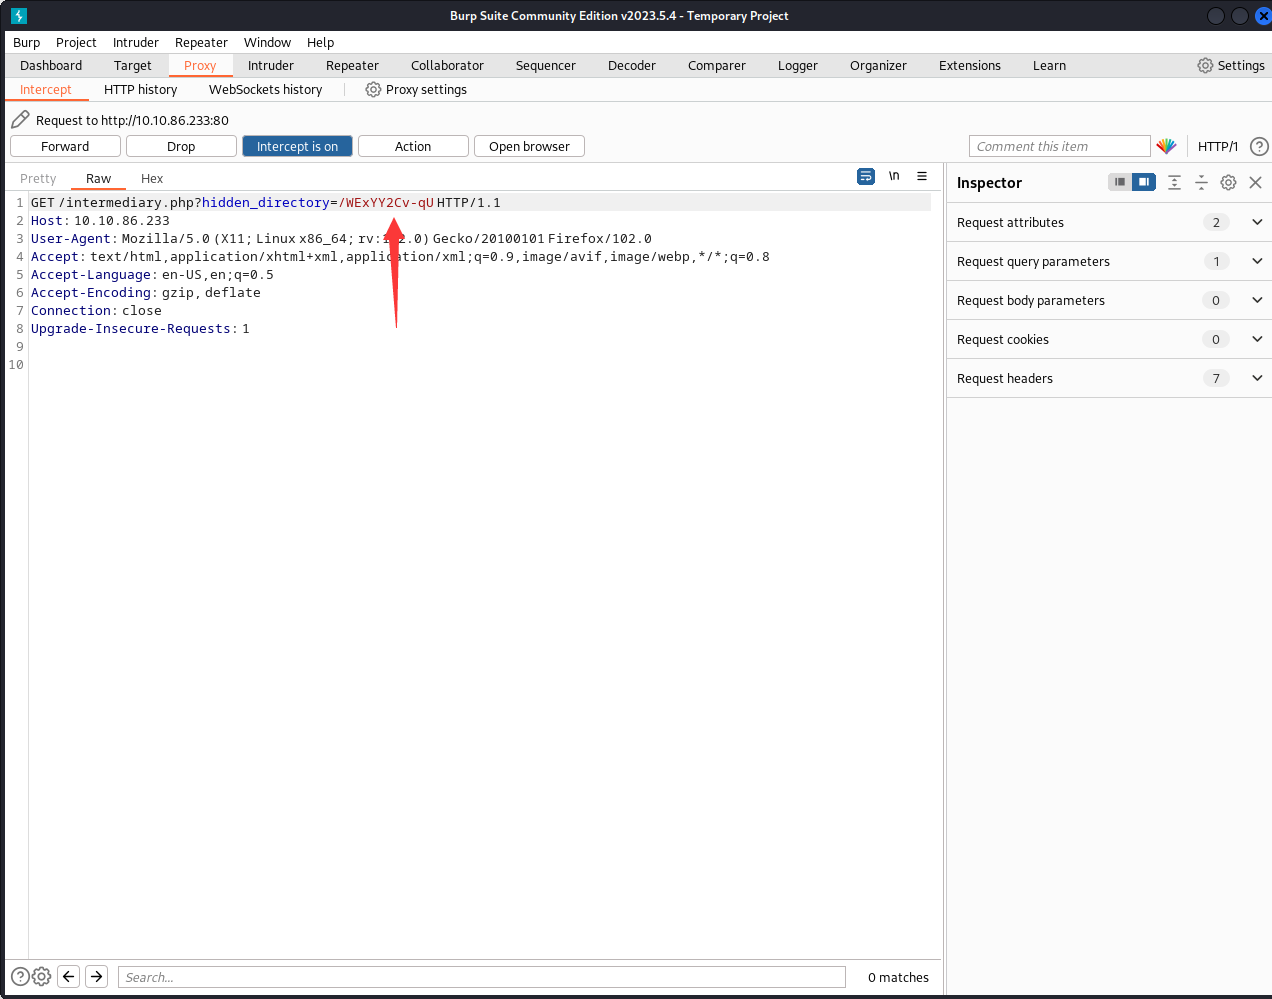 Burp Suite Community Edition v2023.5.4 - Temporary Project
Burp Project Intruder Repeater Window Help
Dashboard Target Proxy Intruder Repeater Collaborator Sequencer Decoder Comparer Logger Organizer Extensions Learn Settings
Intercept HTTP history WebSockets history Proxy settings
Request to http://10.10.86.233:80
Forward Drop Intercept is on Action Open browser Comment this item HTTP/1 ?
Pretty Raw Hex \n
Inspector
1 GET /intermediary.php?hidden_directory=/WExYY2Cv-qU HTTP/1.1
2 Host: 10.10.86.233
3 User-Agent: Mozilla/5.0 (X11; Linux x86_64; rv:102.0) Gecko/20100101 Firefox/102.0
4 Accept: text/html,application/xhtml+xml,application/xml;q=0.9,image/avif,image/webp,*/*;q=0.8
5 Accept-Language: en-US,en;q=0.5
6 Accept-Encoding: gzip, deflate
7 Connection: close
8 Upgrade-Insecure-Requests: 1
9
10
Request attributes 2
Request query parameters 1
Request body parameters 0
Request cookies 0
Request headers 7
? Search... 0 matches